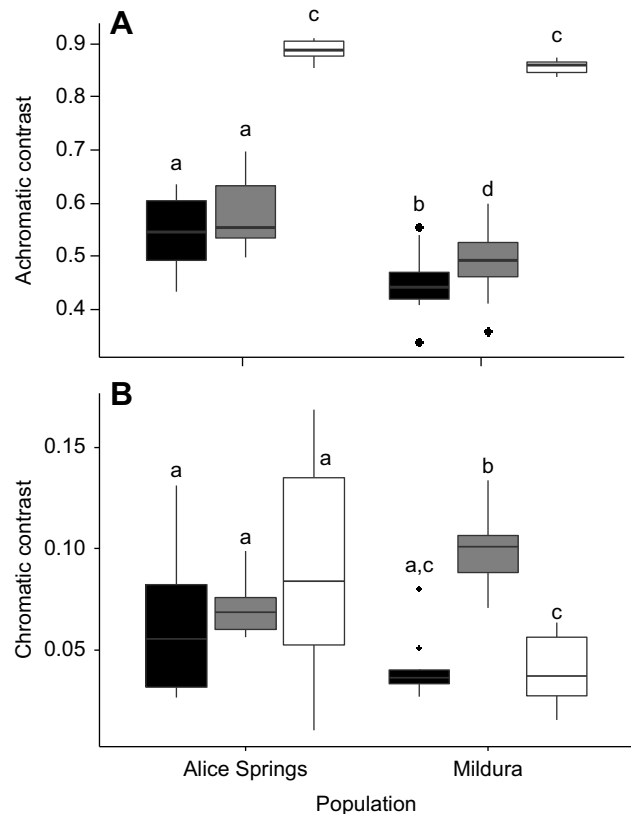 A
c
c
0.9
0.8
Achromatic contrast
0.7
a
a
0.6
b
d
0.5
0.4
B
Chromatic contrast
0.15
a
a
b
0.10
a
a,c
c
0.05
Alice Springs
Mildura
Population